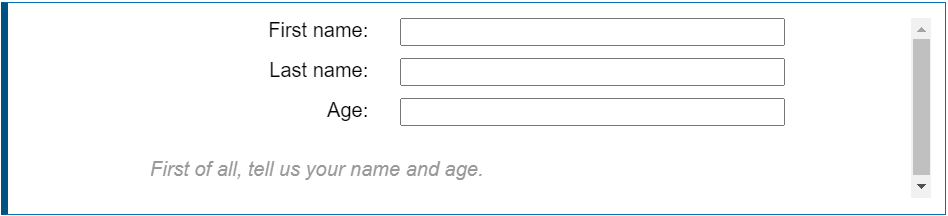 First name:
Last name:
Age:
First of all, tell us your name and age.